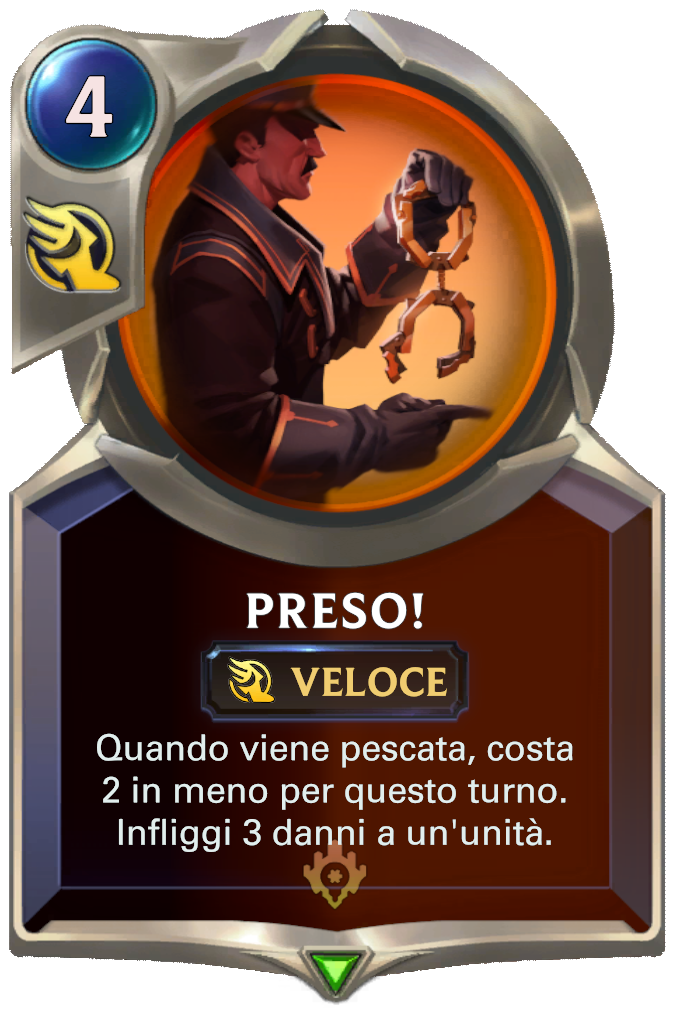 4
PRESO!
VELOCE
Quando viene pescata, costa
2 in meno per questo turno.
Infliggi 3 danni a un'unità.